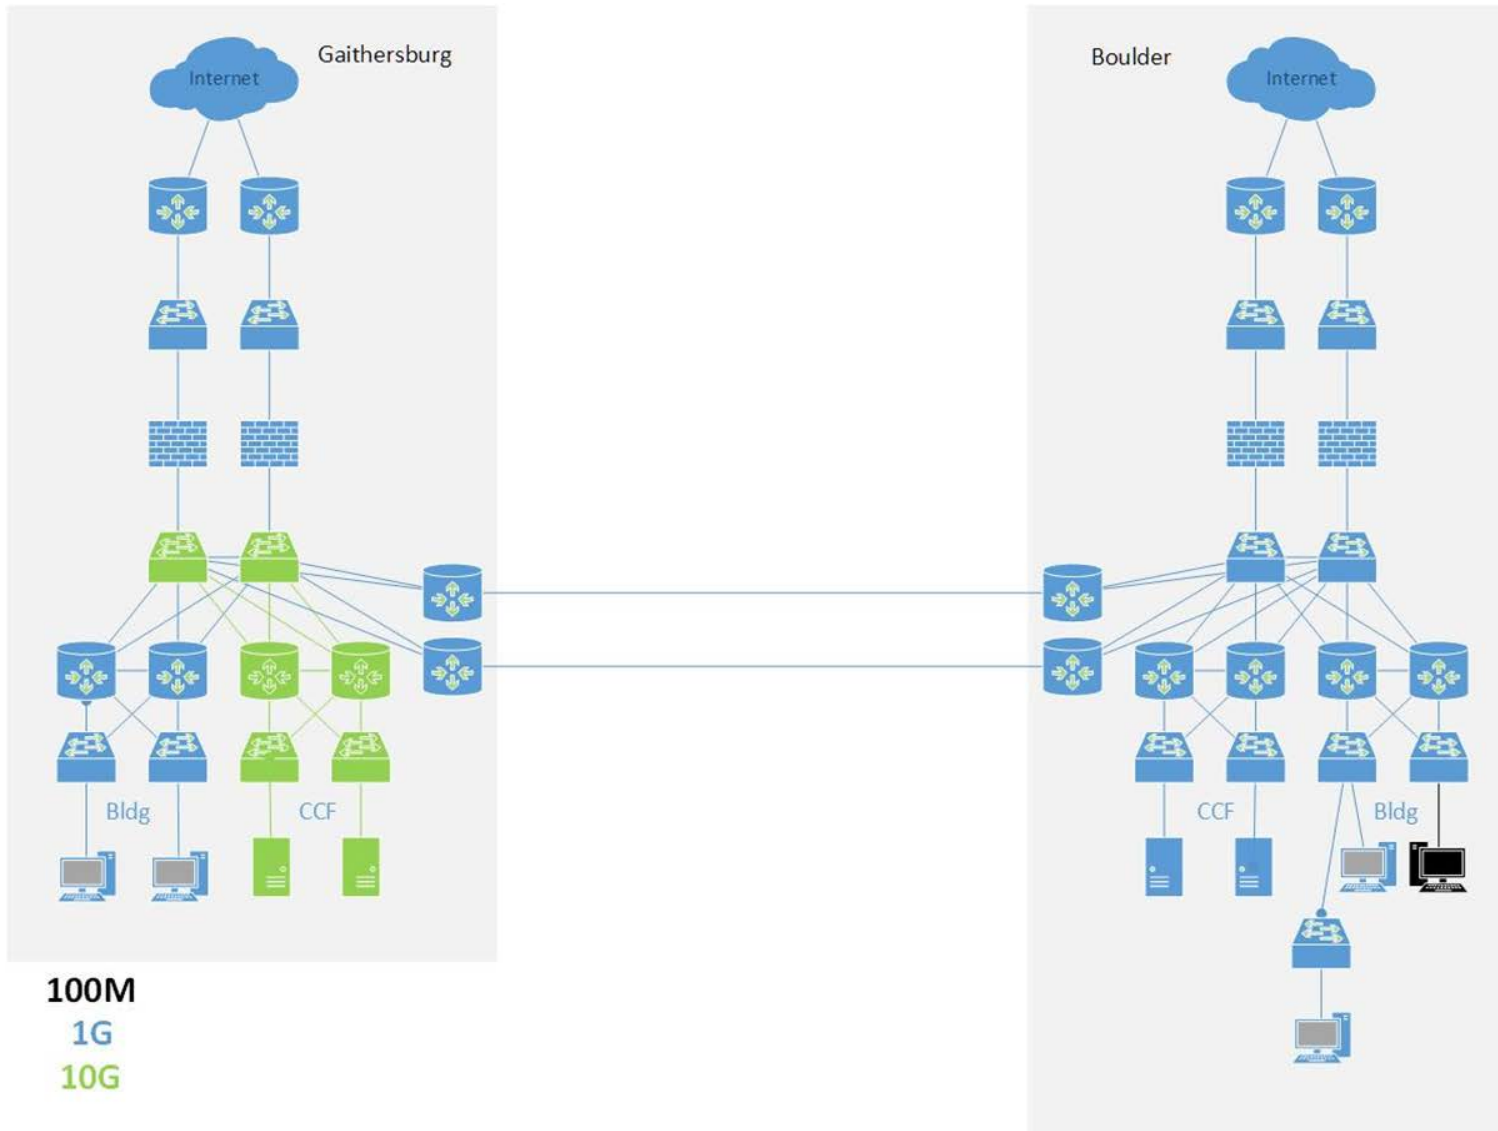 Gaithersburg
Internet
Boulder
Internet
Bldg
CCF
CCF
Bldg
100M
1G
10G